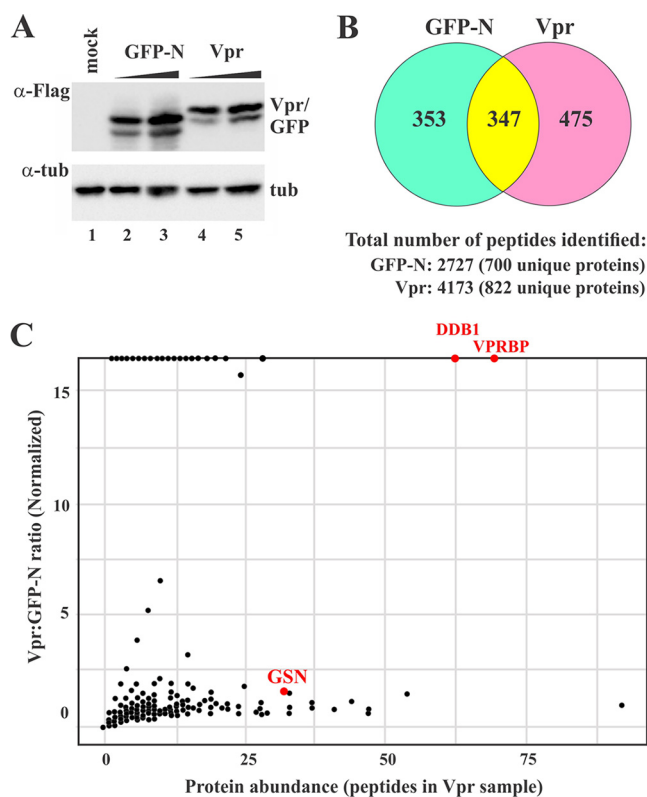 A
mock
GFP-N Vpr
α-Flag
Vpr/
GFP
α-tub
tub
1 2 3 4 5
B
GFP-N Vpr
353 347 475
Total number of peptides identified:
GFP-N: 2727 (700 unique proteins)
Vpr: 4173 (822 unique proteins)
C
DDB1
VPRBP
15
10
5
0
GSN
Vpr:GFP-N ratio (Normalized)
0 25 50 75
Protein abundance (peptides in Vpr sample)